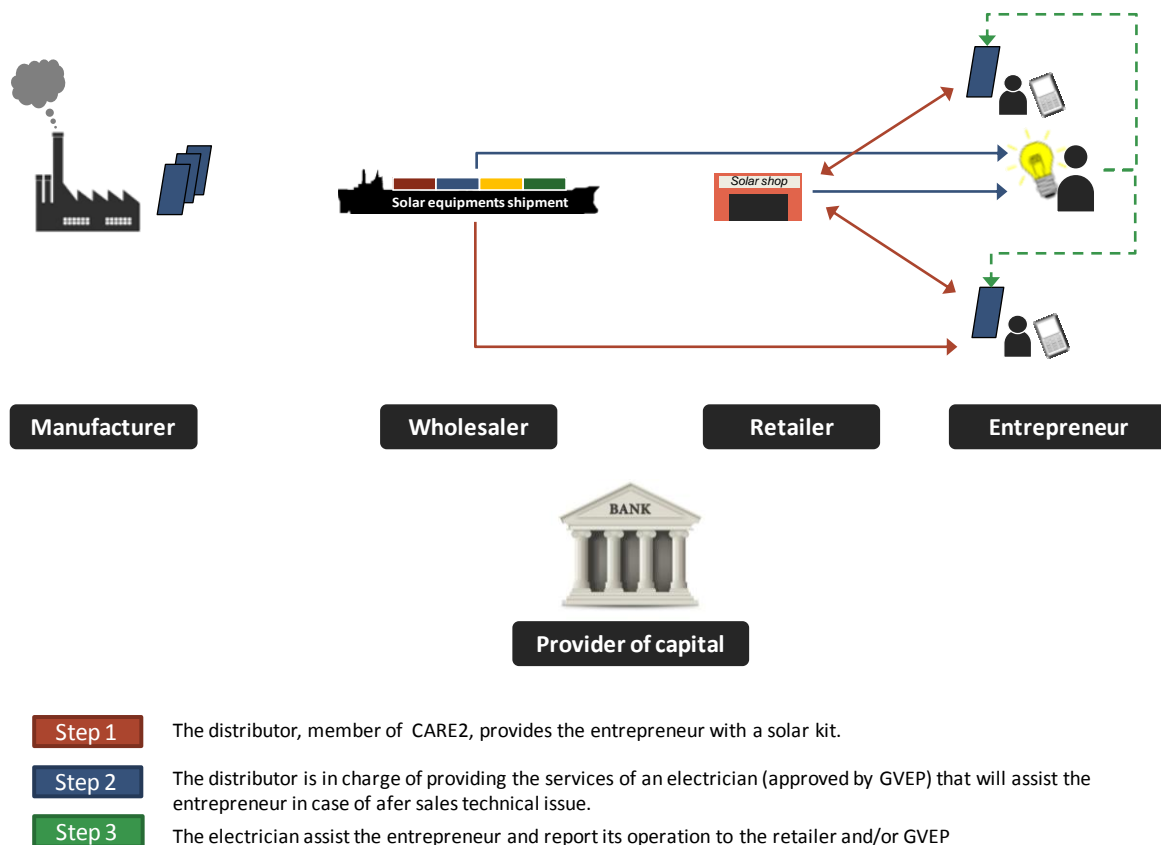 Solar shop
Solar equipments shipment
Manufacturer
Wholesaler
Retailer
Entrepreneur
BANK
Provider of capital
Step 1
The distributor, member of CARE2, provides the entrepreneur with a solar kit.
Step 2
The distributor is in charge of providing the services of an electrician (approved by GVEP) that will assist the
entrepreneur in case of afer sales technical issue.
Step 3
The electrician assist the entrepreneur and report its operation to the retailer and/or GVEP